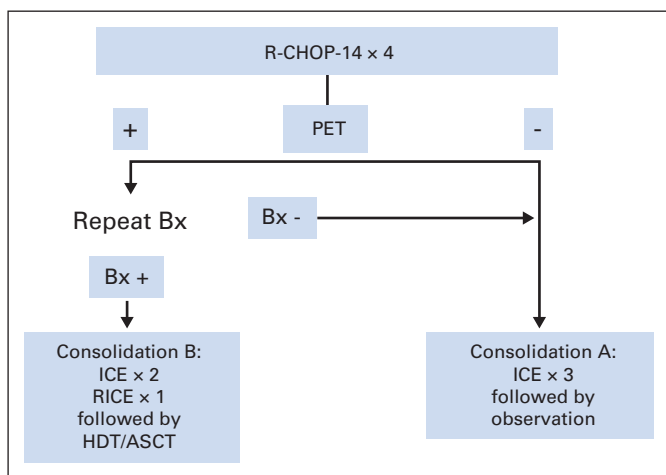 R-CHOP-14 × 4
+
PET
-
Repeat Bx
Bx -
Bx +
Consolidation B:
ICE × 2
RICE × 1
followed by
HDT/ASCT
Consolidation A:
ICE × 3
followed by
observation